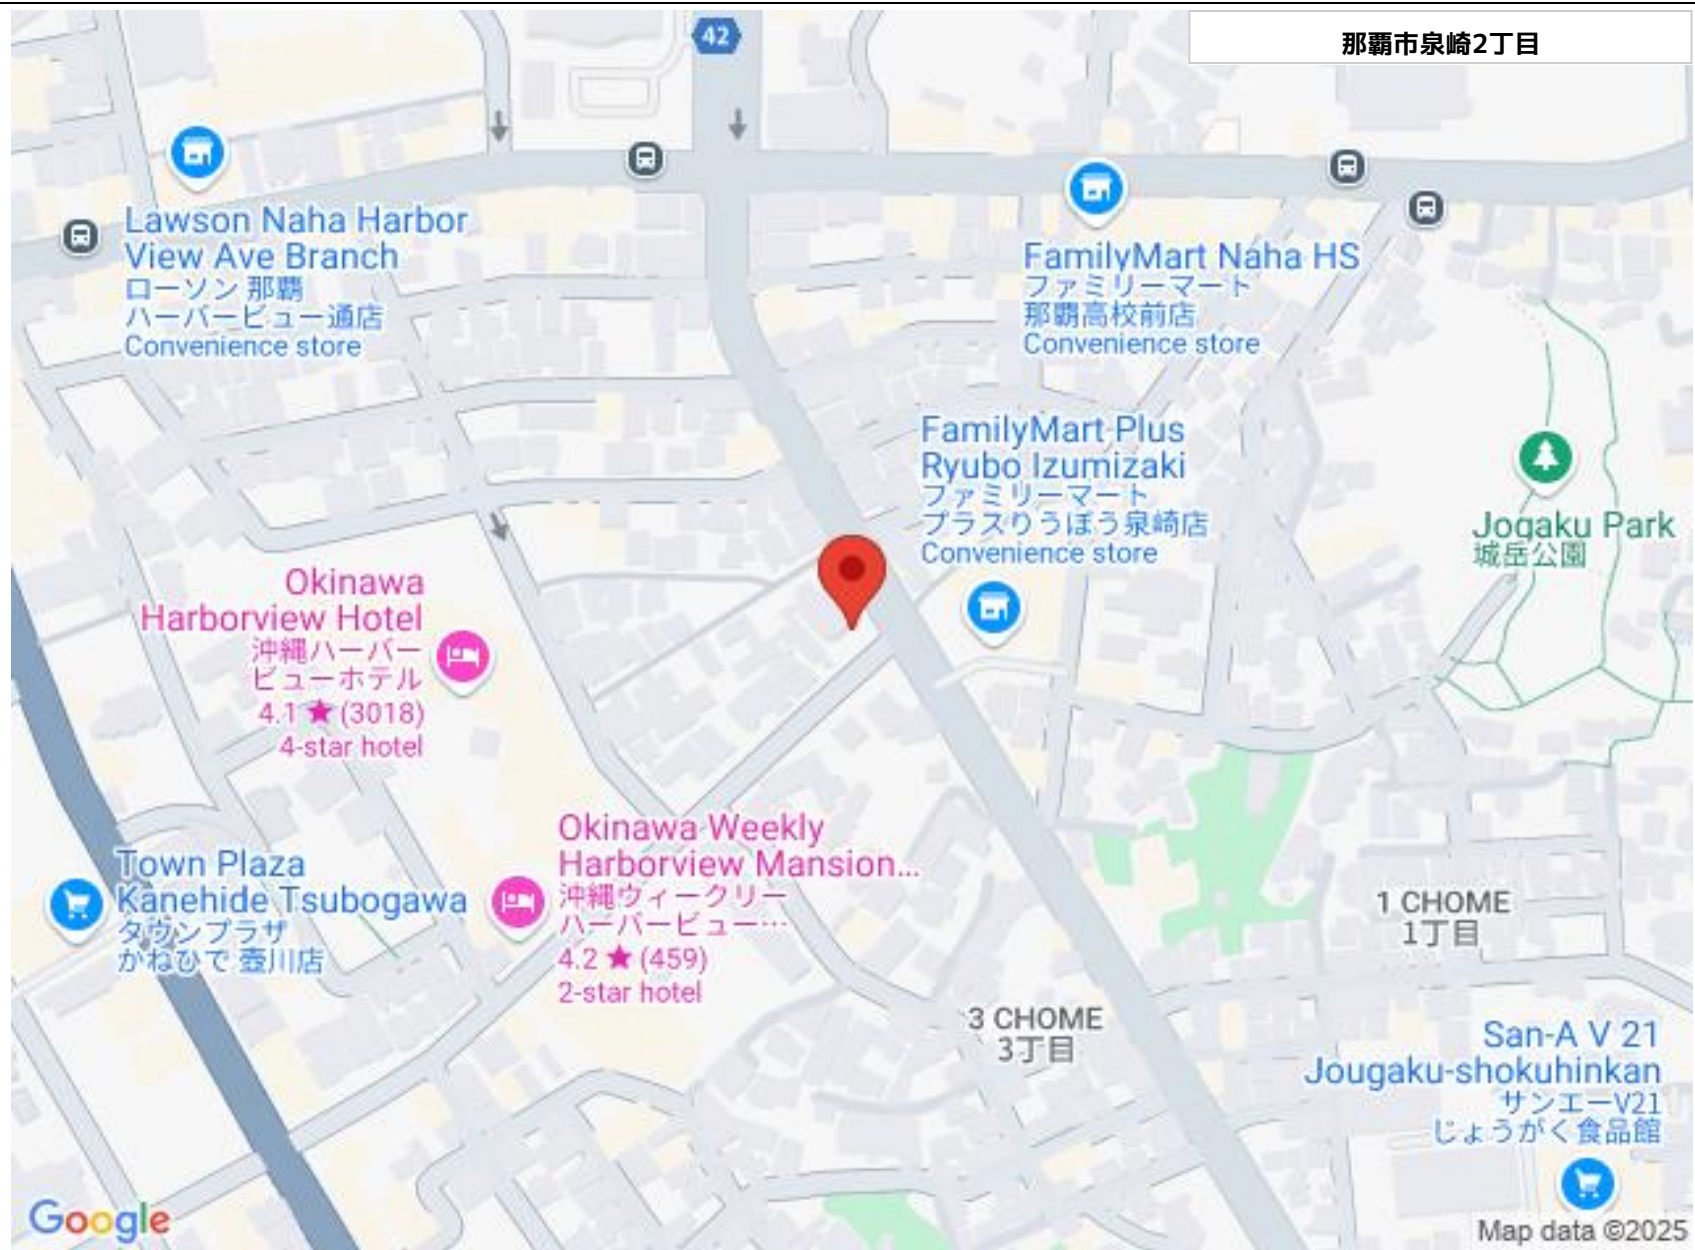 42
那覇市泉崎2丁目
Lawson Naha Harbor
View Ave Branch
ローソン 那覇
ハーバービュー通店
Convenience store
FamilyMart Naha HS
ファミリーマート
那覇高校前店
Convenience store
FamilyMart Plus
Ryubo Izumizaki
ファミリーマート
プラスりうぼう泉崎店
Convenience store
Jogaku Park
城岳公園
Okinawa
Harborview Hotel
沖縄ハーバー
ビューホテル
4.1 ★ (3018)
4-star hotel
Okinawa Weekly
Harborview Mansion...
沖縄ウィークリー
ハーバービュー…
4.2 ★ (459)
2-star hotel
Town Plaza
Kanehide Tsubogawa
タウンプラザ
かねひで 壺川店
1 CHOME
1丁目
3 CHOME
3丁目
San-A V 21
Jougaku-shokuhinkan
サンエーV21
じょうがく食品館
Google
Map data ©2025